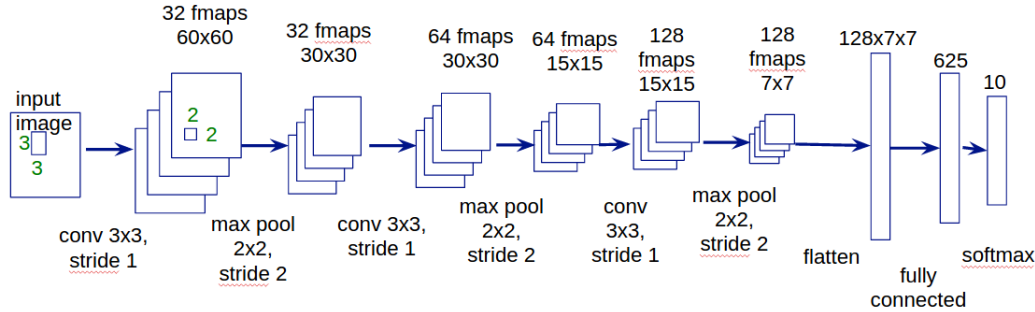 32 fmaps
60x60
32 fmaps
30x30
64 fmaps
30x30
64 fmaps
15x15
128
fmaps
15x15
128
fmaps
7x7
128x7x7
625
10
input
image
3
3
2
2
conv 3x3,
stride 1
max pool
2x2,
stride 2
conv 3x3,
stride 1
max pool
2x2,
stride 2
conv
3x3,
stride 1
max pool
2x2,
stride 2
flatten
fully
connected
softmax